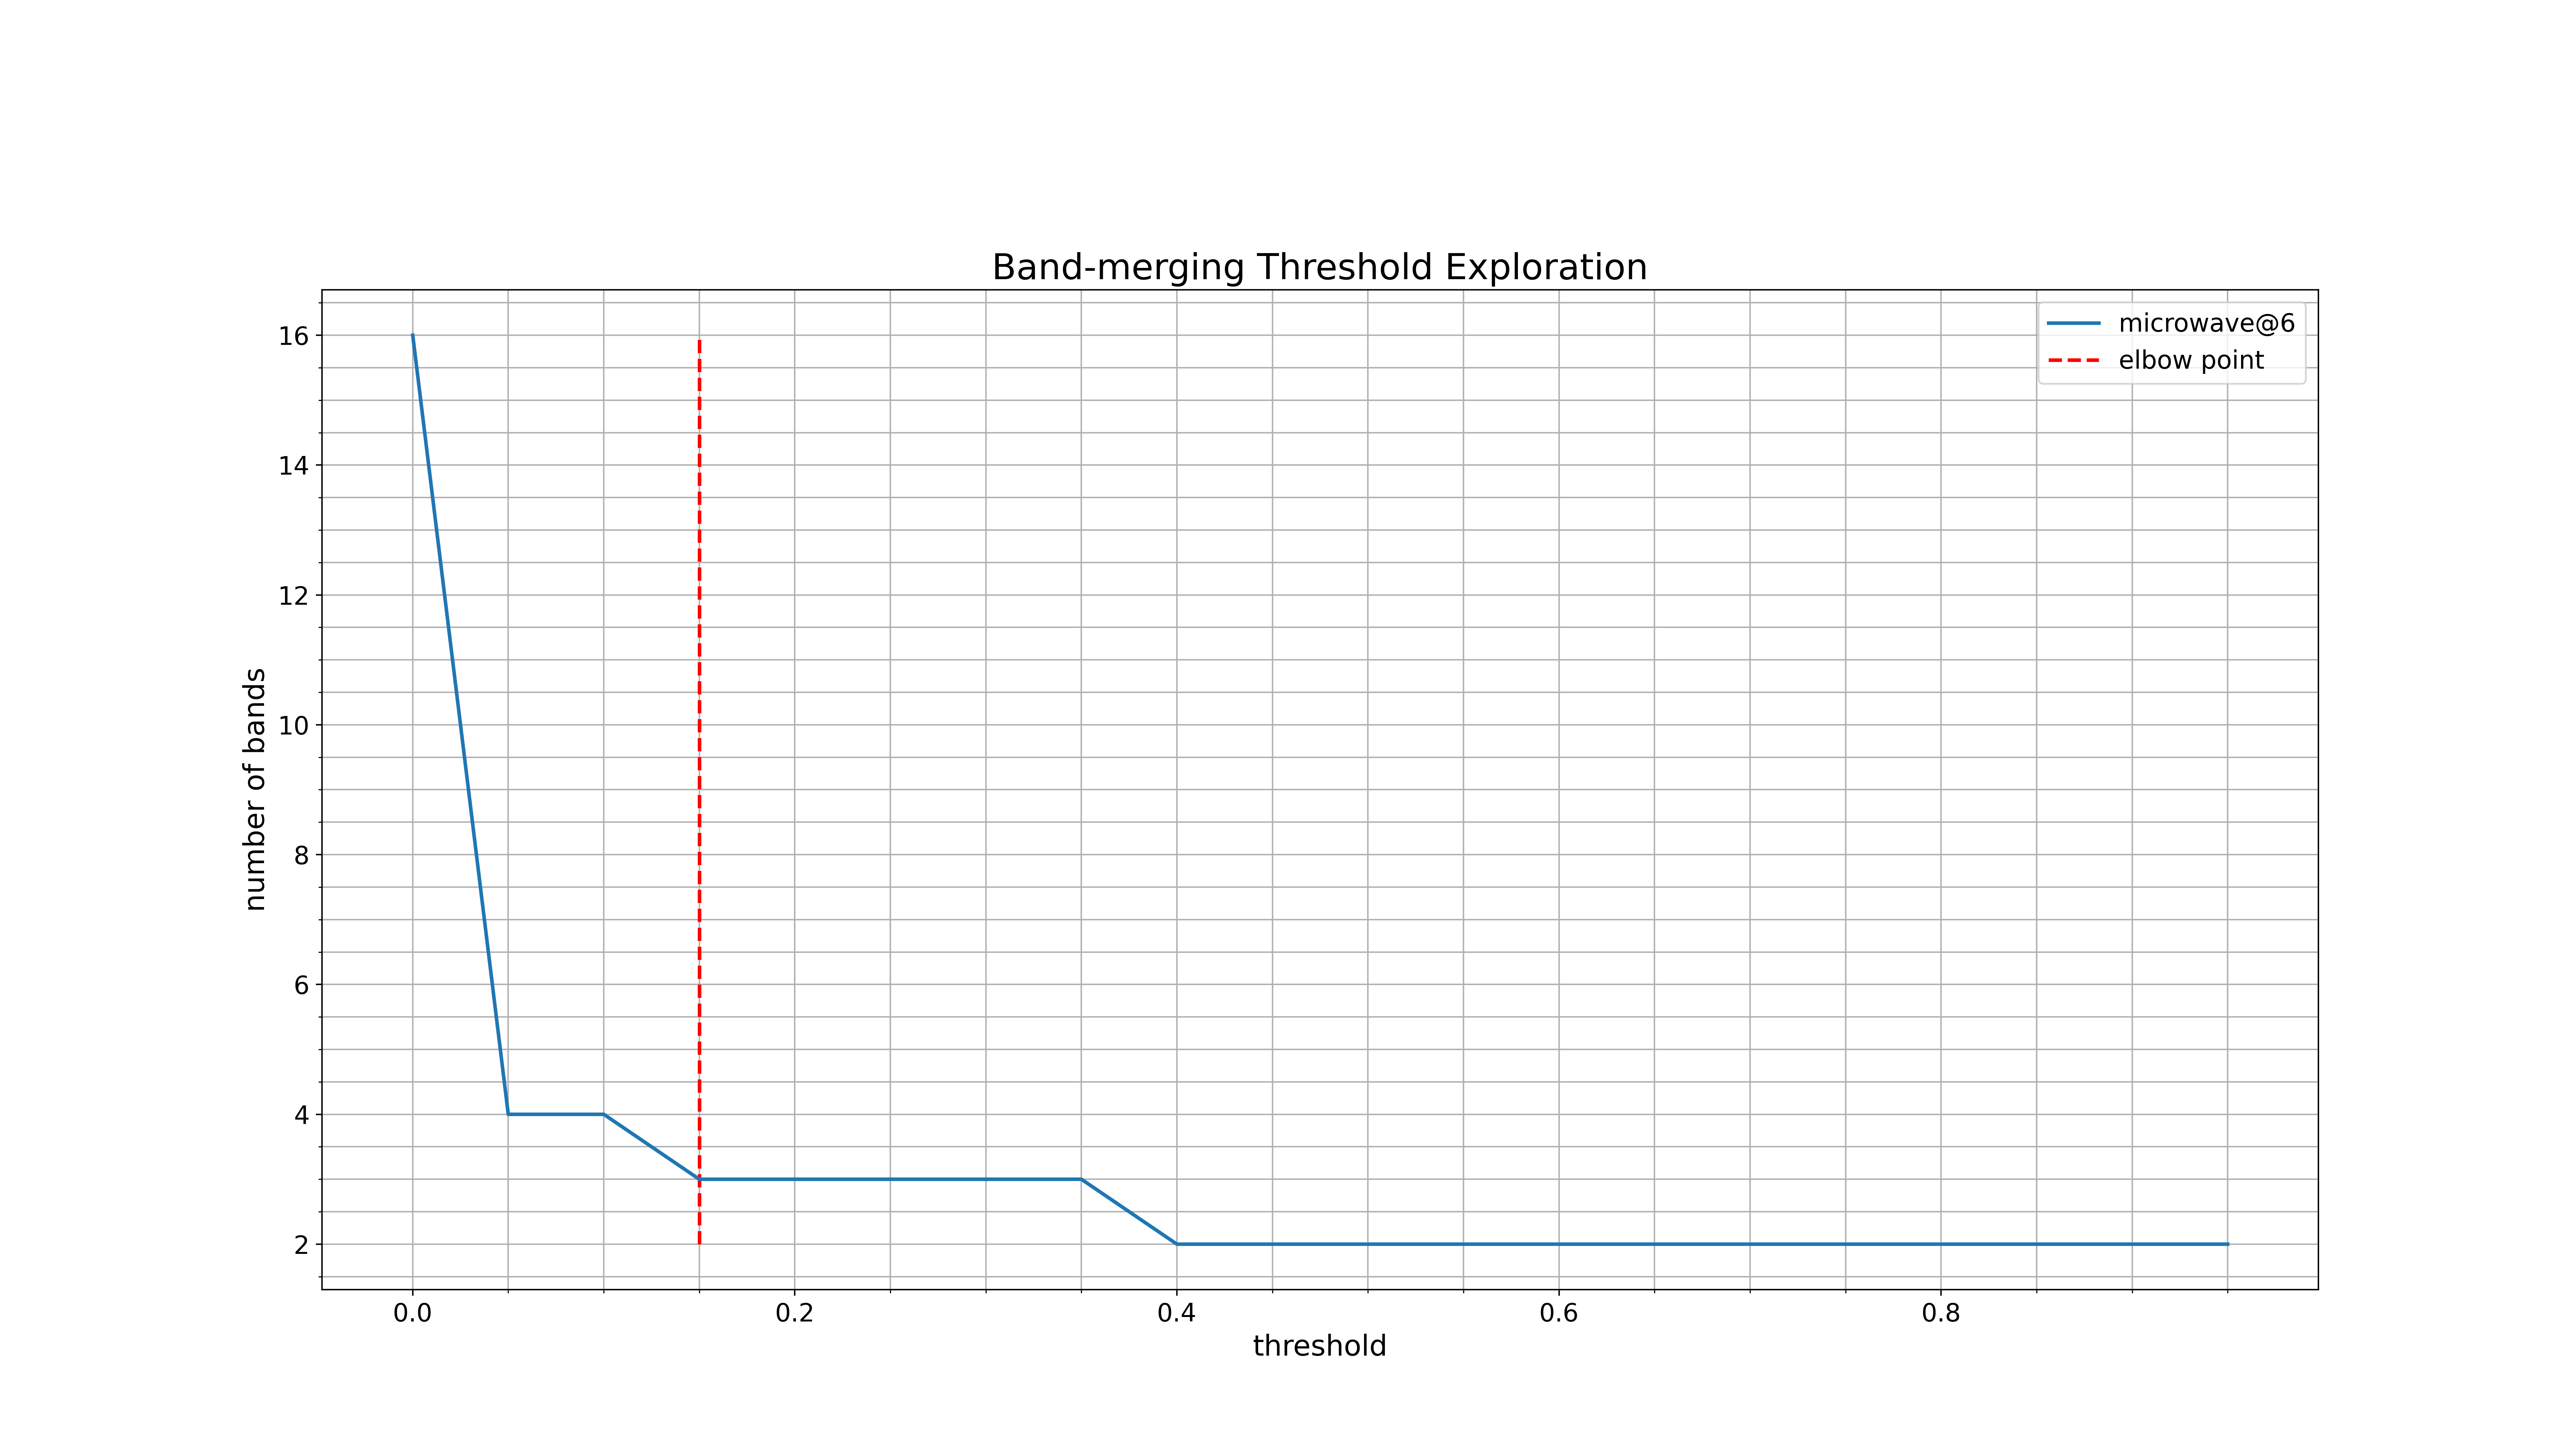 Band-merging Threshold Exploration
microwave@6
elbow point
16
14
12
10
8
6
4
2
number of bands
0.0
0.2
0.4
0.6
0.8
threshold